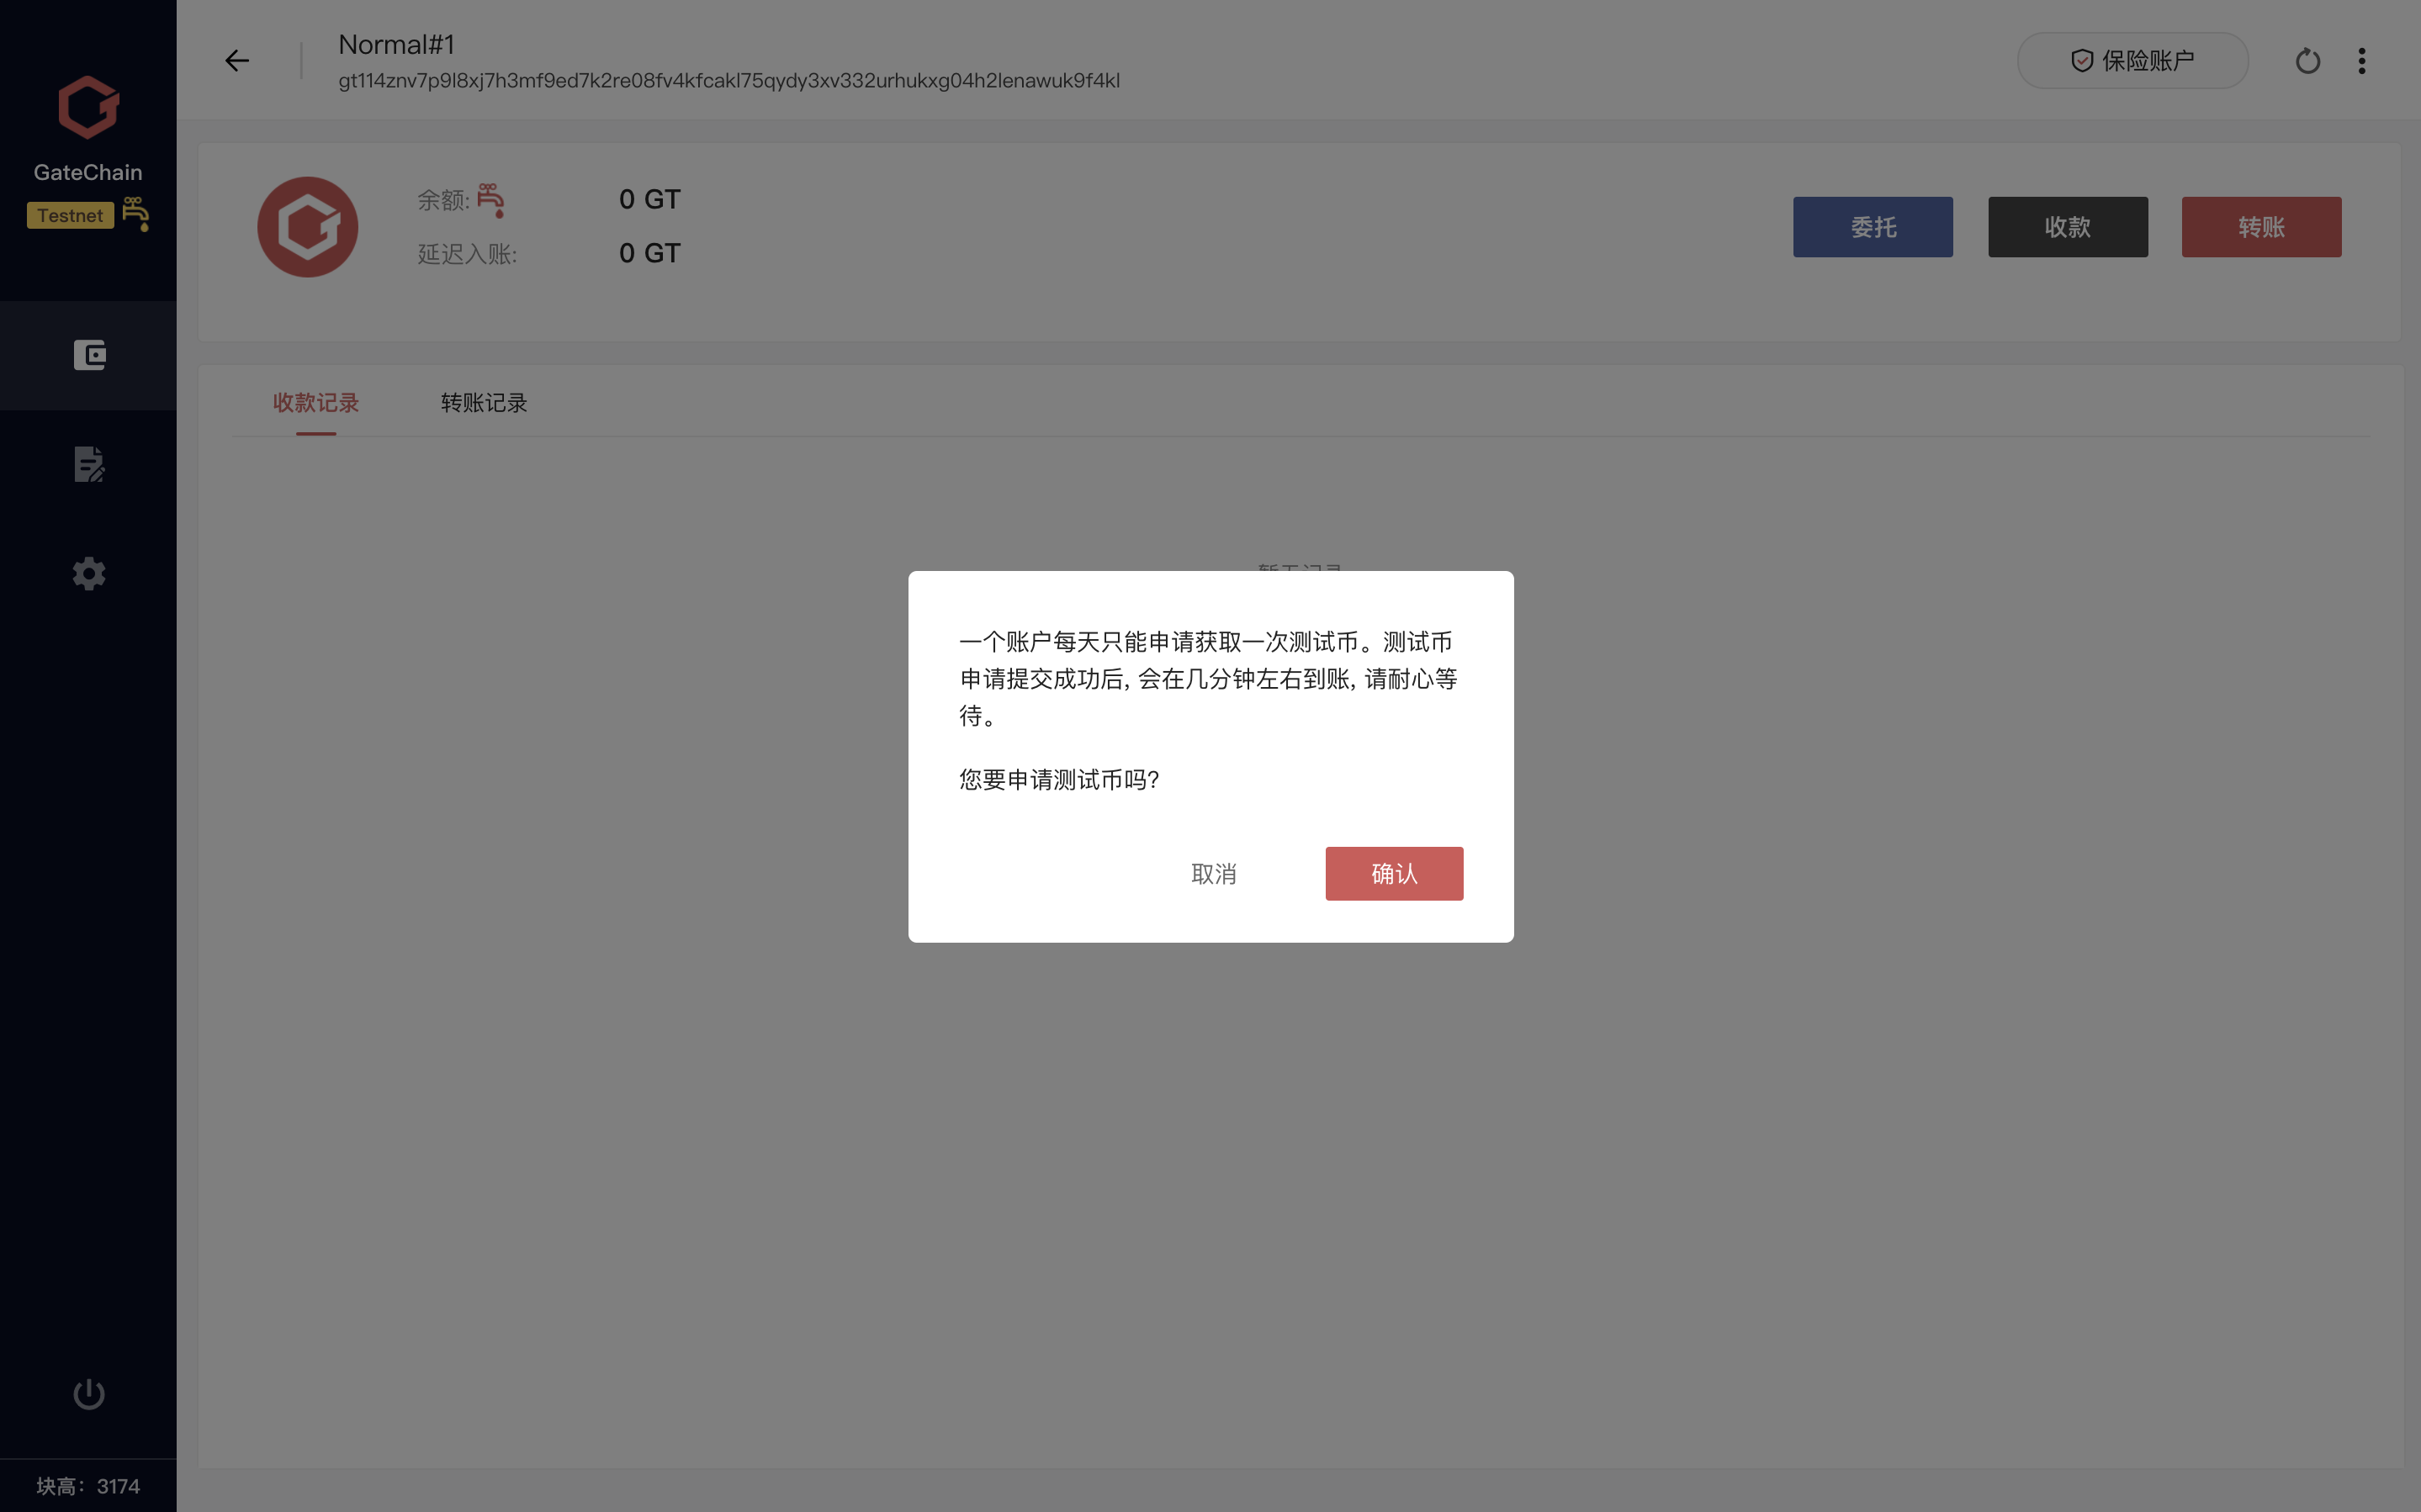 Normal#1
gt114znv7p9l8xj7h3mf9ed7k2re08fv4kfcakl75qydy3xv332urhukxg04h2lenawuk9f4kl
保险账户
GateChain
Testnet
余额:
0 GT
延迟入账:
0 GT
委托
收款
转账
收款记录
转账记录
暂无记录
一个账户每天只能申请获取一次测试币。测试币
申请提交成功后, 会在几分钟左右到账, 请耐心等
待。
您要申请测试币吗?
取消
确认
块高：3174